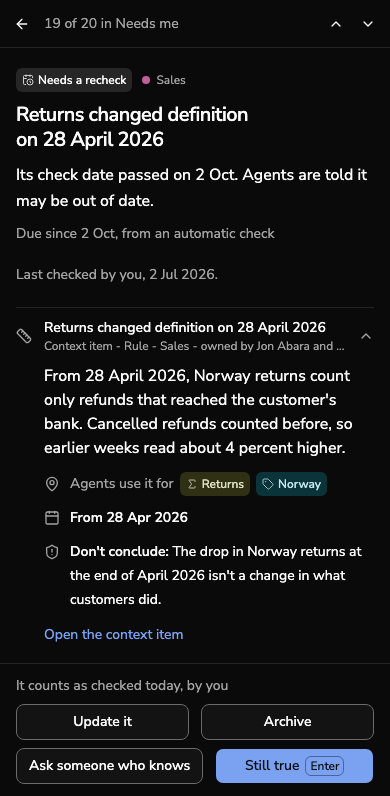 19 of 20 in Needs me
Needs a recheck
Sales
Returns changed definition
on 28 April 2026
Its check date passed on 2 Oct. Agents are told it
may be out of date.
Due since 2 Oct, from an automatic check
Last checked by you, 2 Jul 2026.
Returns changed definition on 28 April 2026
Context item - Rule - Sales - owned by Jon Abara and ...
From 28 April 2026, Norway returns count
only refunds that reached the customer's
bank. Cancelled refunds counted before, so
earlier weeks read about 4 percent higher.
Agents use it for Returns Norway
From 28 Apr 2026
Don't conclude: The drop in Norway returns at
the end of April 2026 isn't a change in what
customers did.
Open the context item
It counts as checked today, by you
Update it
Archive
Ask someone who knows
Still true Enter